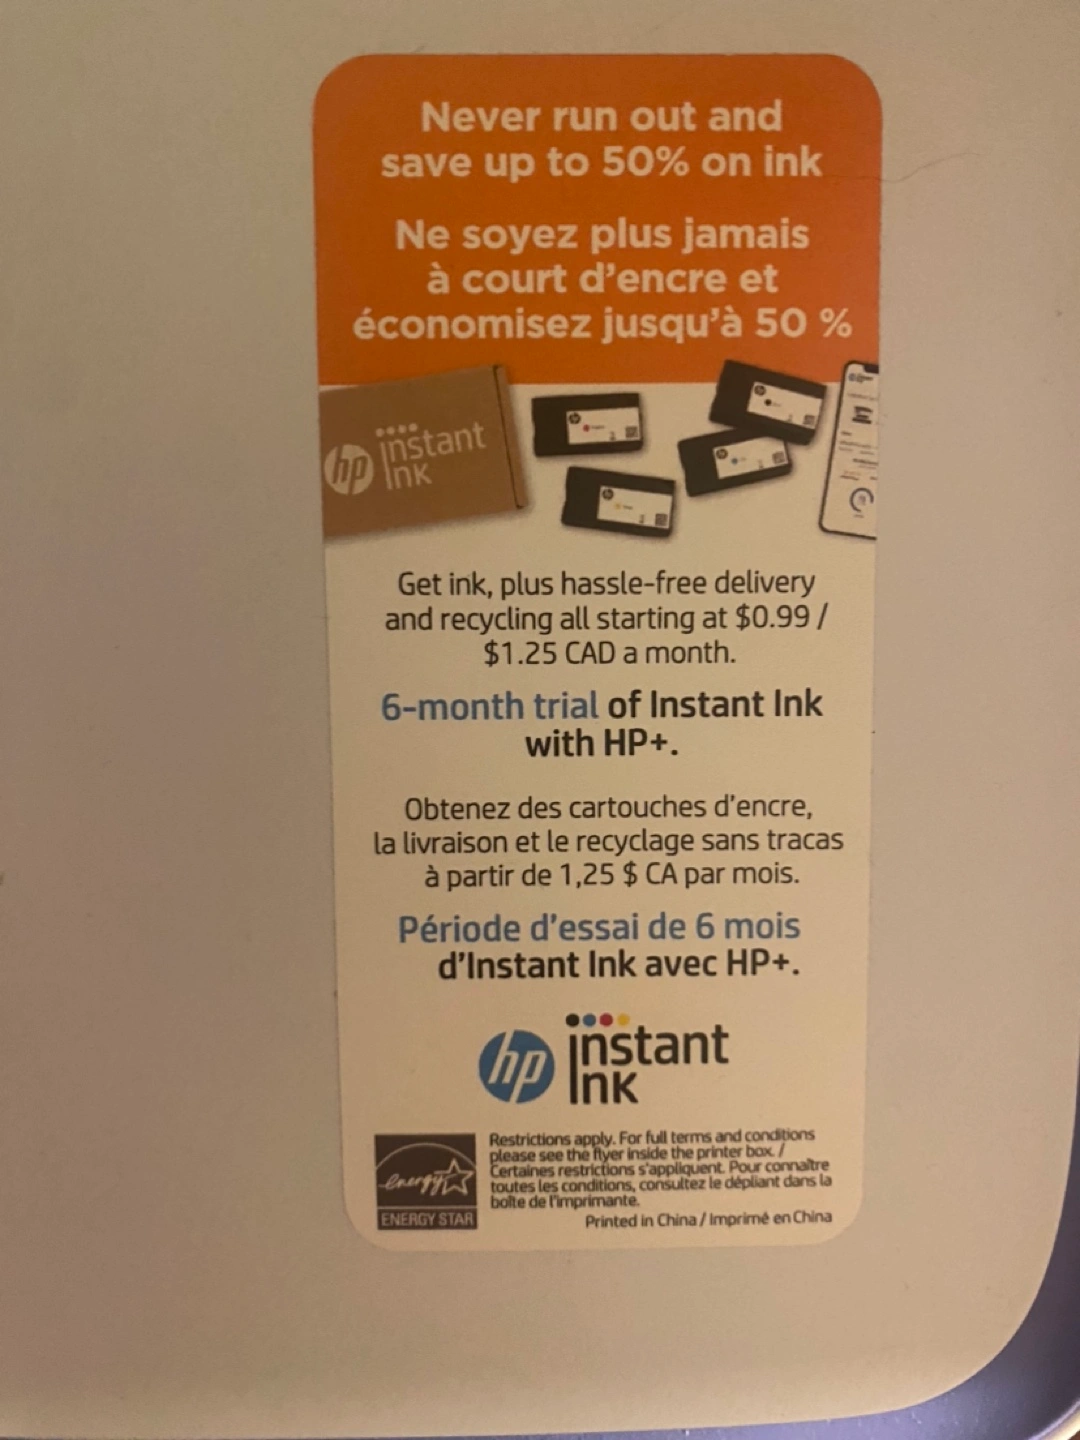 Never run out and
save up to 50% on ink
Ne soyez plus jamais
à court d'encre et
économisez jusqu'à 50 %
hp instant
ink
Get ink, plus hassle-free delivery
and recycling all starting at $0.99 /
$1.25 CAD a month.
6-month trial of Instant Ink
with HP+.
Obtenez des cartouches d'encre,
la livraison et le recyclage sans tracas
à partir de 1,25 $ CA par mois.
Période d'essai de 6 mois
d'Instant Ink avec HP+.
hp instant
ink
Restrictions apply. For full terms and conditions
please see the flyer inside the printer box. /
Certaines restrictions s'appliquent. Pour connaître
toutes les conditions, consultez le dépliant dans la
boîte de l'imprimante.
energy
ENERGY STAR
Printed in China / Imprimé en China